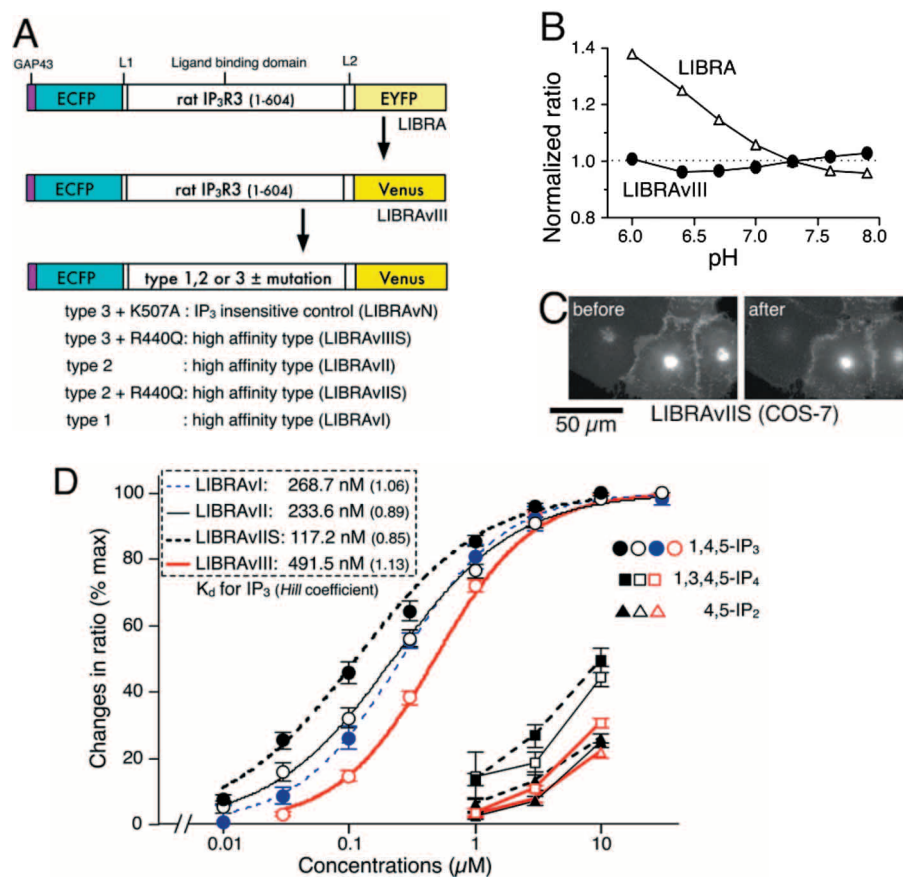 A
GAP43 L1 Ligand binding domain L2
ECFP rat IP₃R3 (1-604) EYFP
LIBRA
ECFP rat IP₃R3 (1-604) Venus
LIBRAvIII
ECFP type 1,2 or 3 ± mutation Venus
type 3 + K507A : IP₃ insensitive control (LIBRAvN)
type 3 + R440Q: high affinity type (LIBRAvIIIS)
type 2 : high affinity type (LIBRAvII)
type 2 + R440Q: high affinity type (LIBRAvIIS)
type 1 : high affinity type (LIBRAvI)
B
Normalized ratio
1.4
1.2
1.0
0.8
LIBRA
LIBRAvIII
6.0 6.5 7.0 7.5 8.0
pH
C
before after
50 µm
LIBRAvIIS (COS-7)
D
Changes in ratio (% max)
100
80
60
40
20
0
LIBRAvI: 268.7 nM (1.06)
LIBRAvII: 233.6 nM (0.89)
LIBRAvIIS: 117.2 nM (0.85)
LIBRAvIII: 491.5 nM (1.13)
K_d for IP₃ (Hill coefficient)
1,4,5-IP₃
1,3,4,5-IP₄
4,5-IP₂
0.01 0.1 1 10
Concentrations (µM)